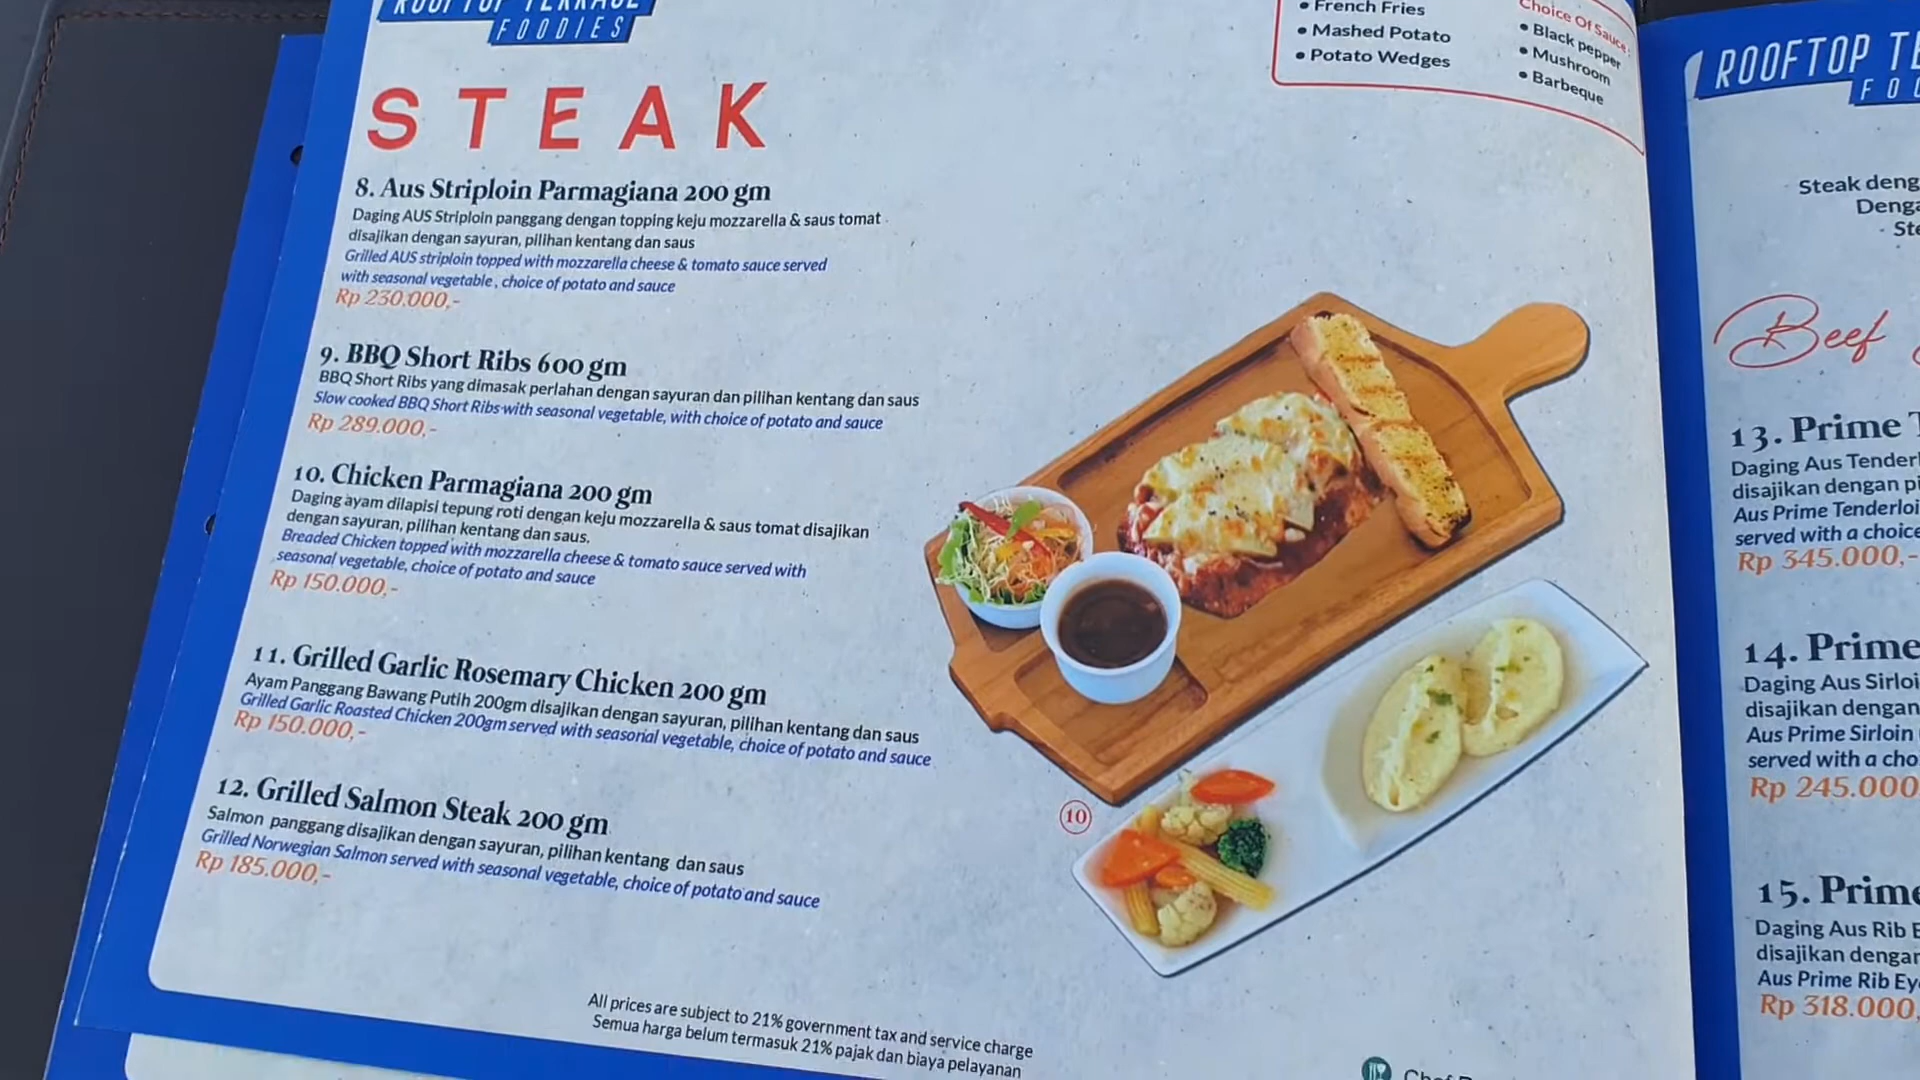 ROOFTOP TERRACE
FOODIES
• French Fries
• Mashed Potato
• Potato Wedges
Choice Of Sauce :
• Black pepper
• Mushroom
• Barbeque
STEAK
8. Aus Striploin Parmagiana 200 gm
Daging AUS Striploin panggang dengan topping keju mozzarella & saus tomat
disajikan dengan sayuran, pilihan kentang dan saus
Grilled AUS striploin topped with mozzarella cheese & tomato sauce served
with seasonal vegetable , choice of potato and sauce
Rp 230.000,-
9. BBQ Short Ribs 600 gm
BBQ Short Ribs yang dimasak perlahan dengan sayuran dan pilihan kentang dan saus
Slow cooked BBQ Short Ribs with seasonal vegetable, with choice of potato and sauce
Rp 289.000,-
10. Chicken Parmagiana 200 gm
Daging ayam dilapisi tepung roti dengan keju mozzarella & saus tomat disajikan
dengan sayuran, pilihan kentang dan saus.
Breaded Chicken topped with mozzarella cheese & tomato sauce served with
seasonal vegetable, choice of potato and sauce
Rp 150.000,-
11. Grilled Garlic Rosemary Chicken 200 gm
Ayam Panggang Bawang Putih 200gm disajikan dengan sayuran, pilihan kentang dan saus
Grilled Garlic Roasted Chicken 200gm served with seasonal vegetable, choice of potato and sauce
Rp 150.000,-
12. Grilled Salmon Steak 200 gm
Salmon panggang disajikan dengan sayuran, pilihan kentang dan saus
Grilled Norwegian Salmon served with seasonal vegetable, choice of potato and sauce
Rp 185.000,-
10
All prices are subject to 21% government tax and service charge
Semua harga belum termasuk 21% pajak dan biaya pelayanan
Chef
ROOFTOP
Steak
Beef
13. Prime
Daging Aus
disajikan dengan
Aus Prime
served with a choice
Rp 345.000,-
14. Prime
Daging Aus
disajikan dengan
Aus Prime Sirloin
served with a
Rp 245.000
15. Prime
Daging Aus Rib
disajikan dengan
Aus Prime Rib
Rp 318.000,